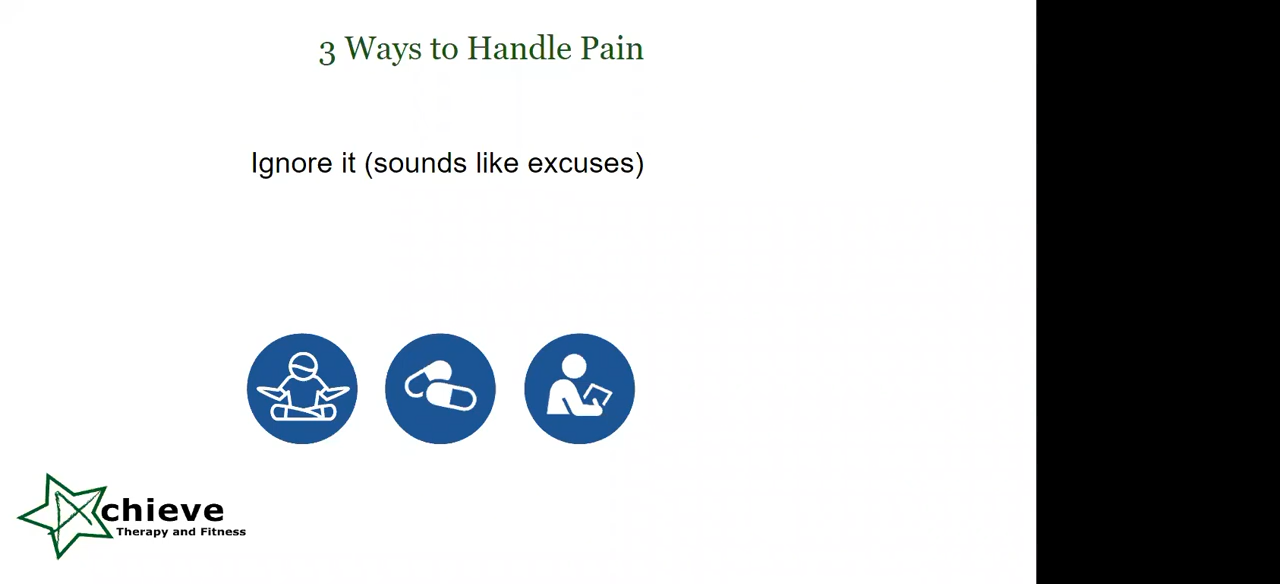 3 Ways to Handle Pain
Ignore it (sounds like excuses)
chieve
Therapy and Fitness